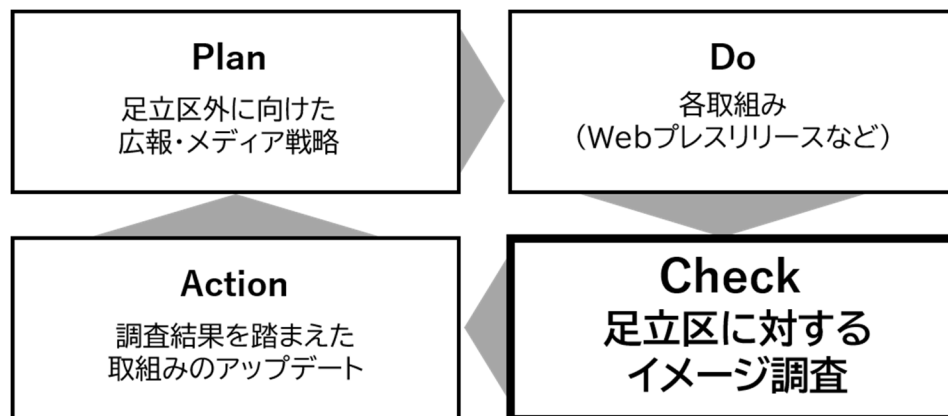 Plan
足立区外に向けた
広報・メディア戦略
Do
各取組み
（Webプレスリリースなど）
Check
足立区に対する
イメージ調査
Action
調査結果を踏まえた
取組みのアップデート